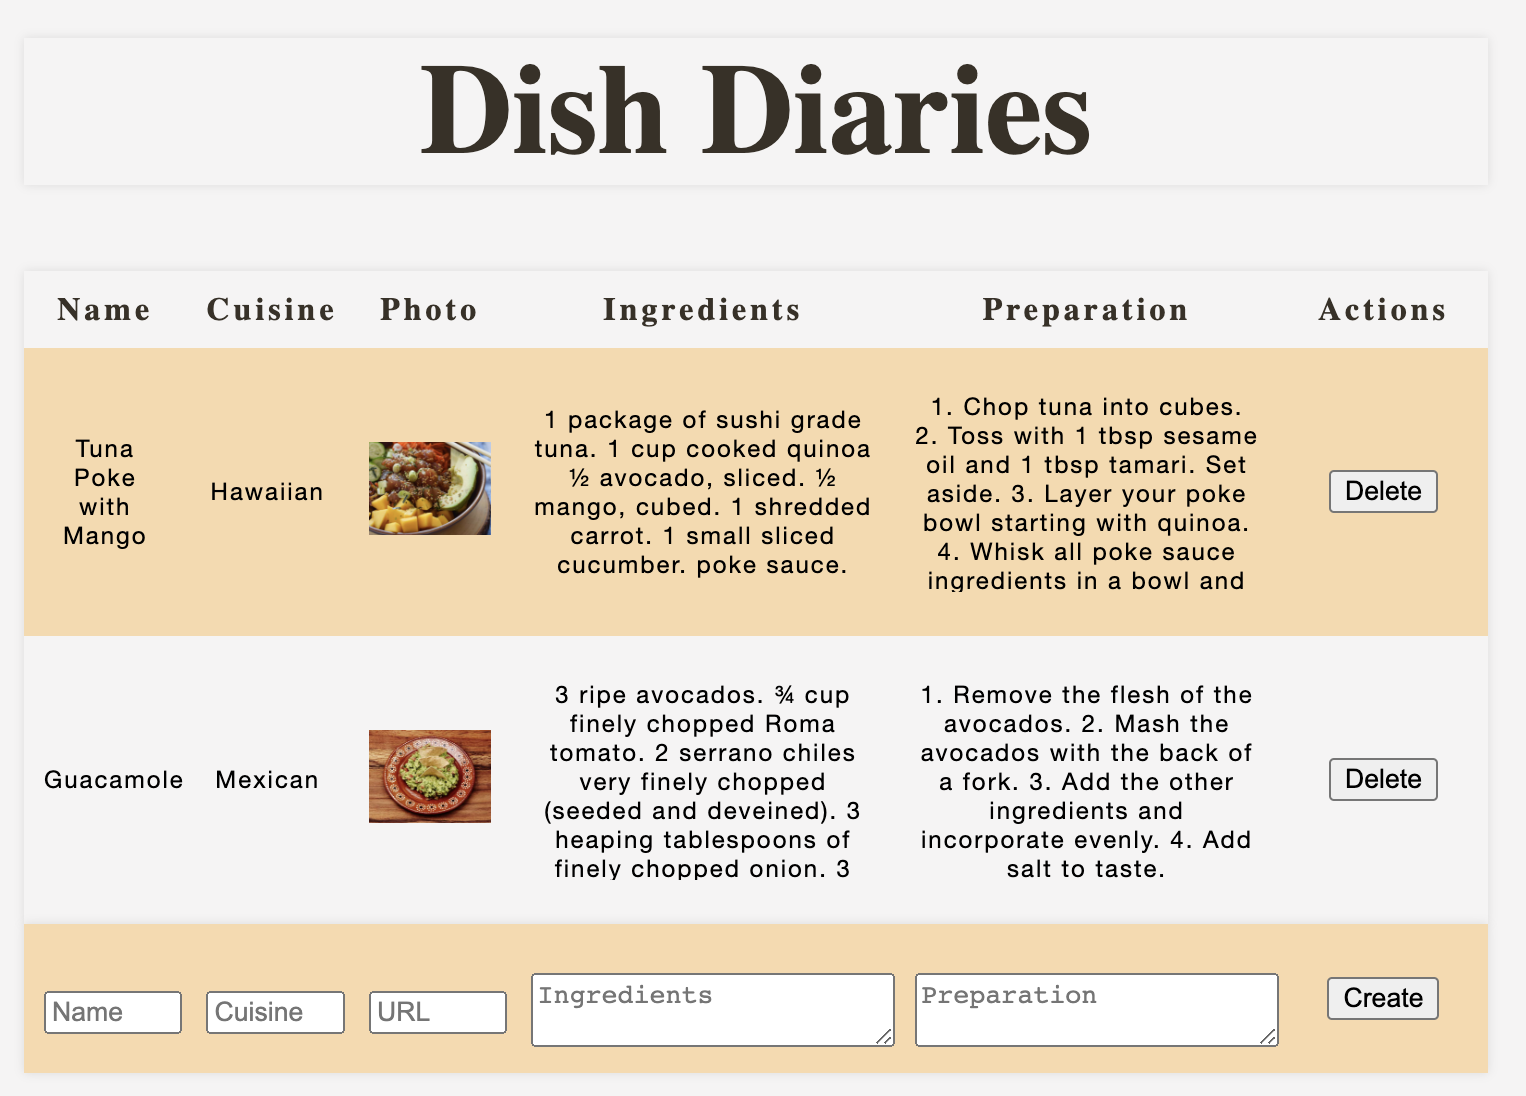 Dish Diaries
Name Cuisine Photo Ingredients Preparation Actions
Tuna
Poke
with
Mango
Hawaiian
1 package of sushi grade
tuna. 1 cup cooked quinoa
½ avocado, sliced. ½
mango, cubed. 1 shredded
carrot. 1 small sliced
cucumber. poke sauce.
1. Chop tuna into cubes.
2. Toss with 1 tbsp sesame
oil and 1 tbsp tamari. Set
aside. 3. Layer your poke
bowl starting with quinoa.
4. Whisk all poke sauce
ingredients in a bowl and
Delete
Guacamole
Mexican
3 ripe avocados. ¾ cup
finely chopped Roma
tomato. 2 serrano chiles
very finely chopped
(seeded and deveined). 3
heaping tablespoons of
finely chopped onion. 3
1. Remove the flesh of the
avocados. 2. Mash the
avocados with the back of
a fork. 3. Add the other
ingredients and
incorporate evenly. 4. Add
salt to taste.
Delete
Name Cuisine URL Ingredients Preparation Create